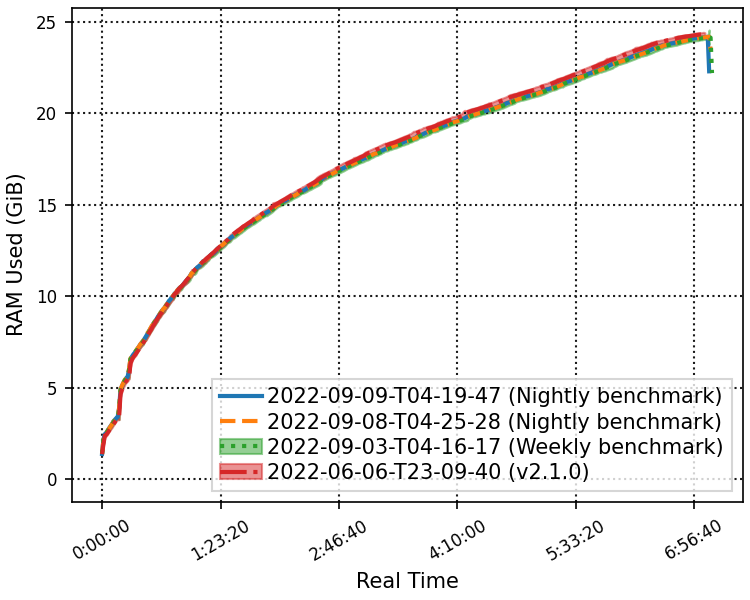 25
20
15
10
5
0
RAM Used (GiB)
2022-09-09-T04-19-47 (Nightly benchmark)
2022-09-08-T04-25-28 (Nightly benchmark)
2022-09-03-T04-16-17 (Weekly benchmark)
2022-06-06-T23-09-40 (v2.1.0)
0:00:00
1:23:20
2:46:40
4:10:00
5:33:20
6:56:40
Real Time